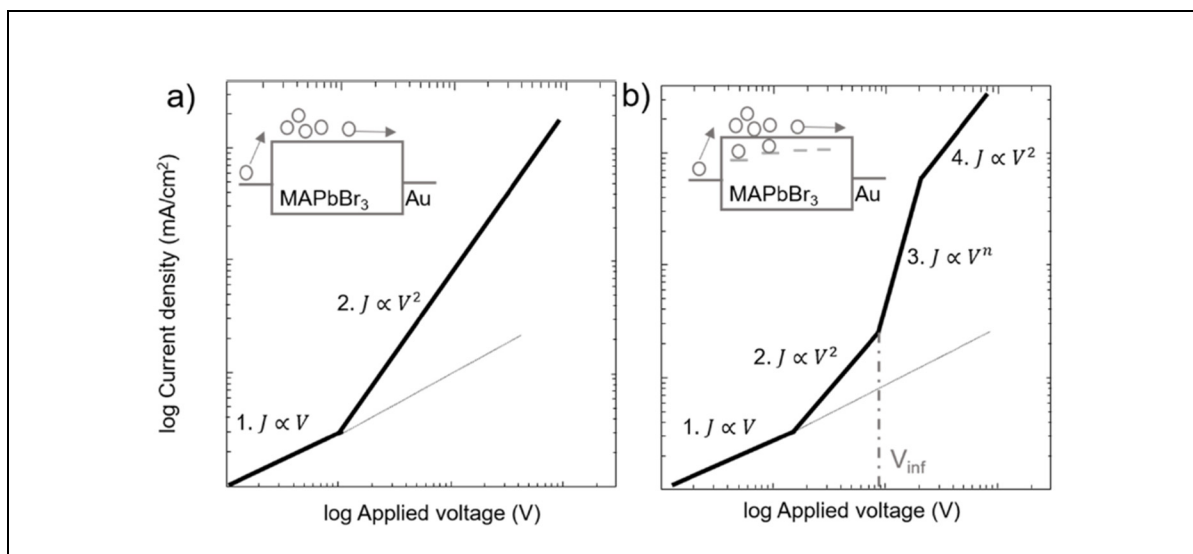 a)
log Current density (mA/cm²)
MAPbBr₃
Au
2. J ∝ V²
1. J ∝ V
log Applied voltage (V)
b)
MAPbBr₃
Au
4. J ∝ V²
3. J ∝ Vⁿ
2. J ∝ V²
1. J ∝ V
V_inf
log Applied voltage (V)